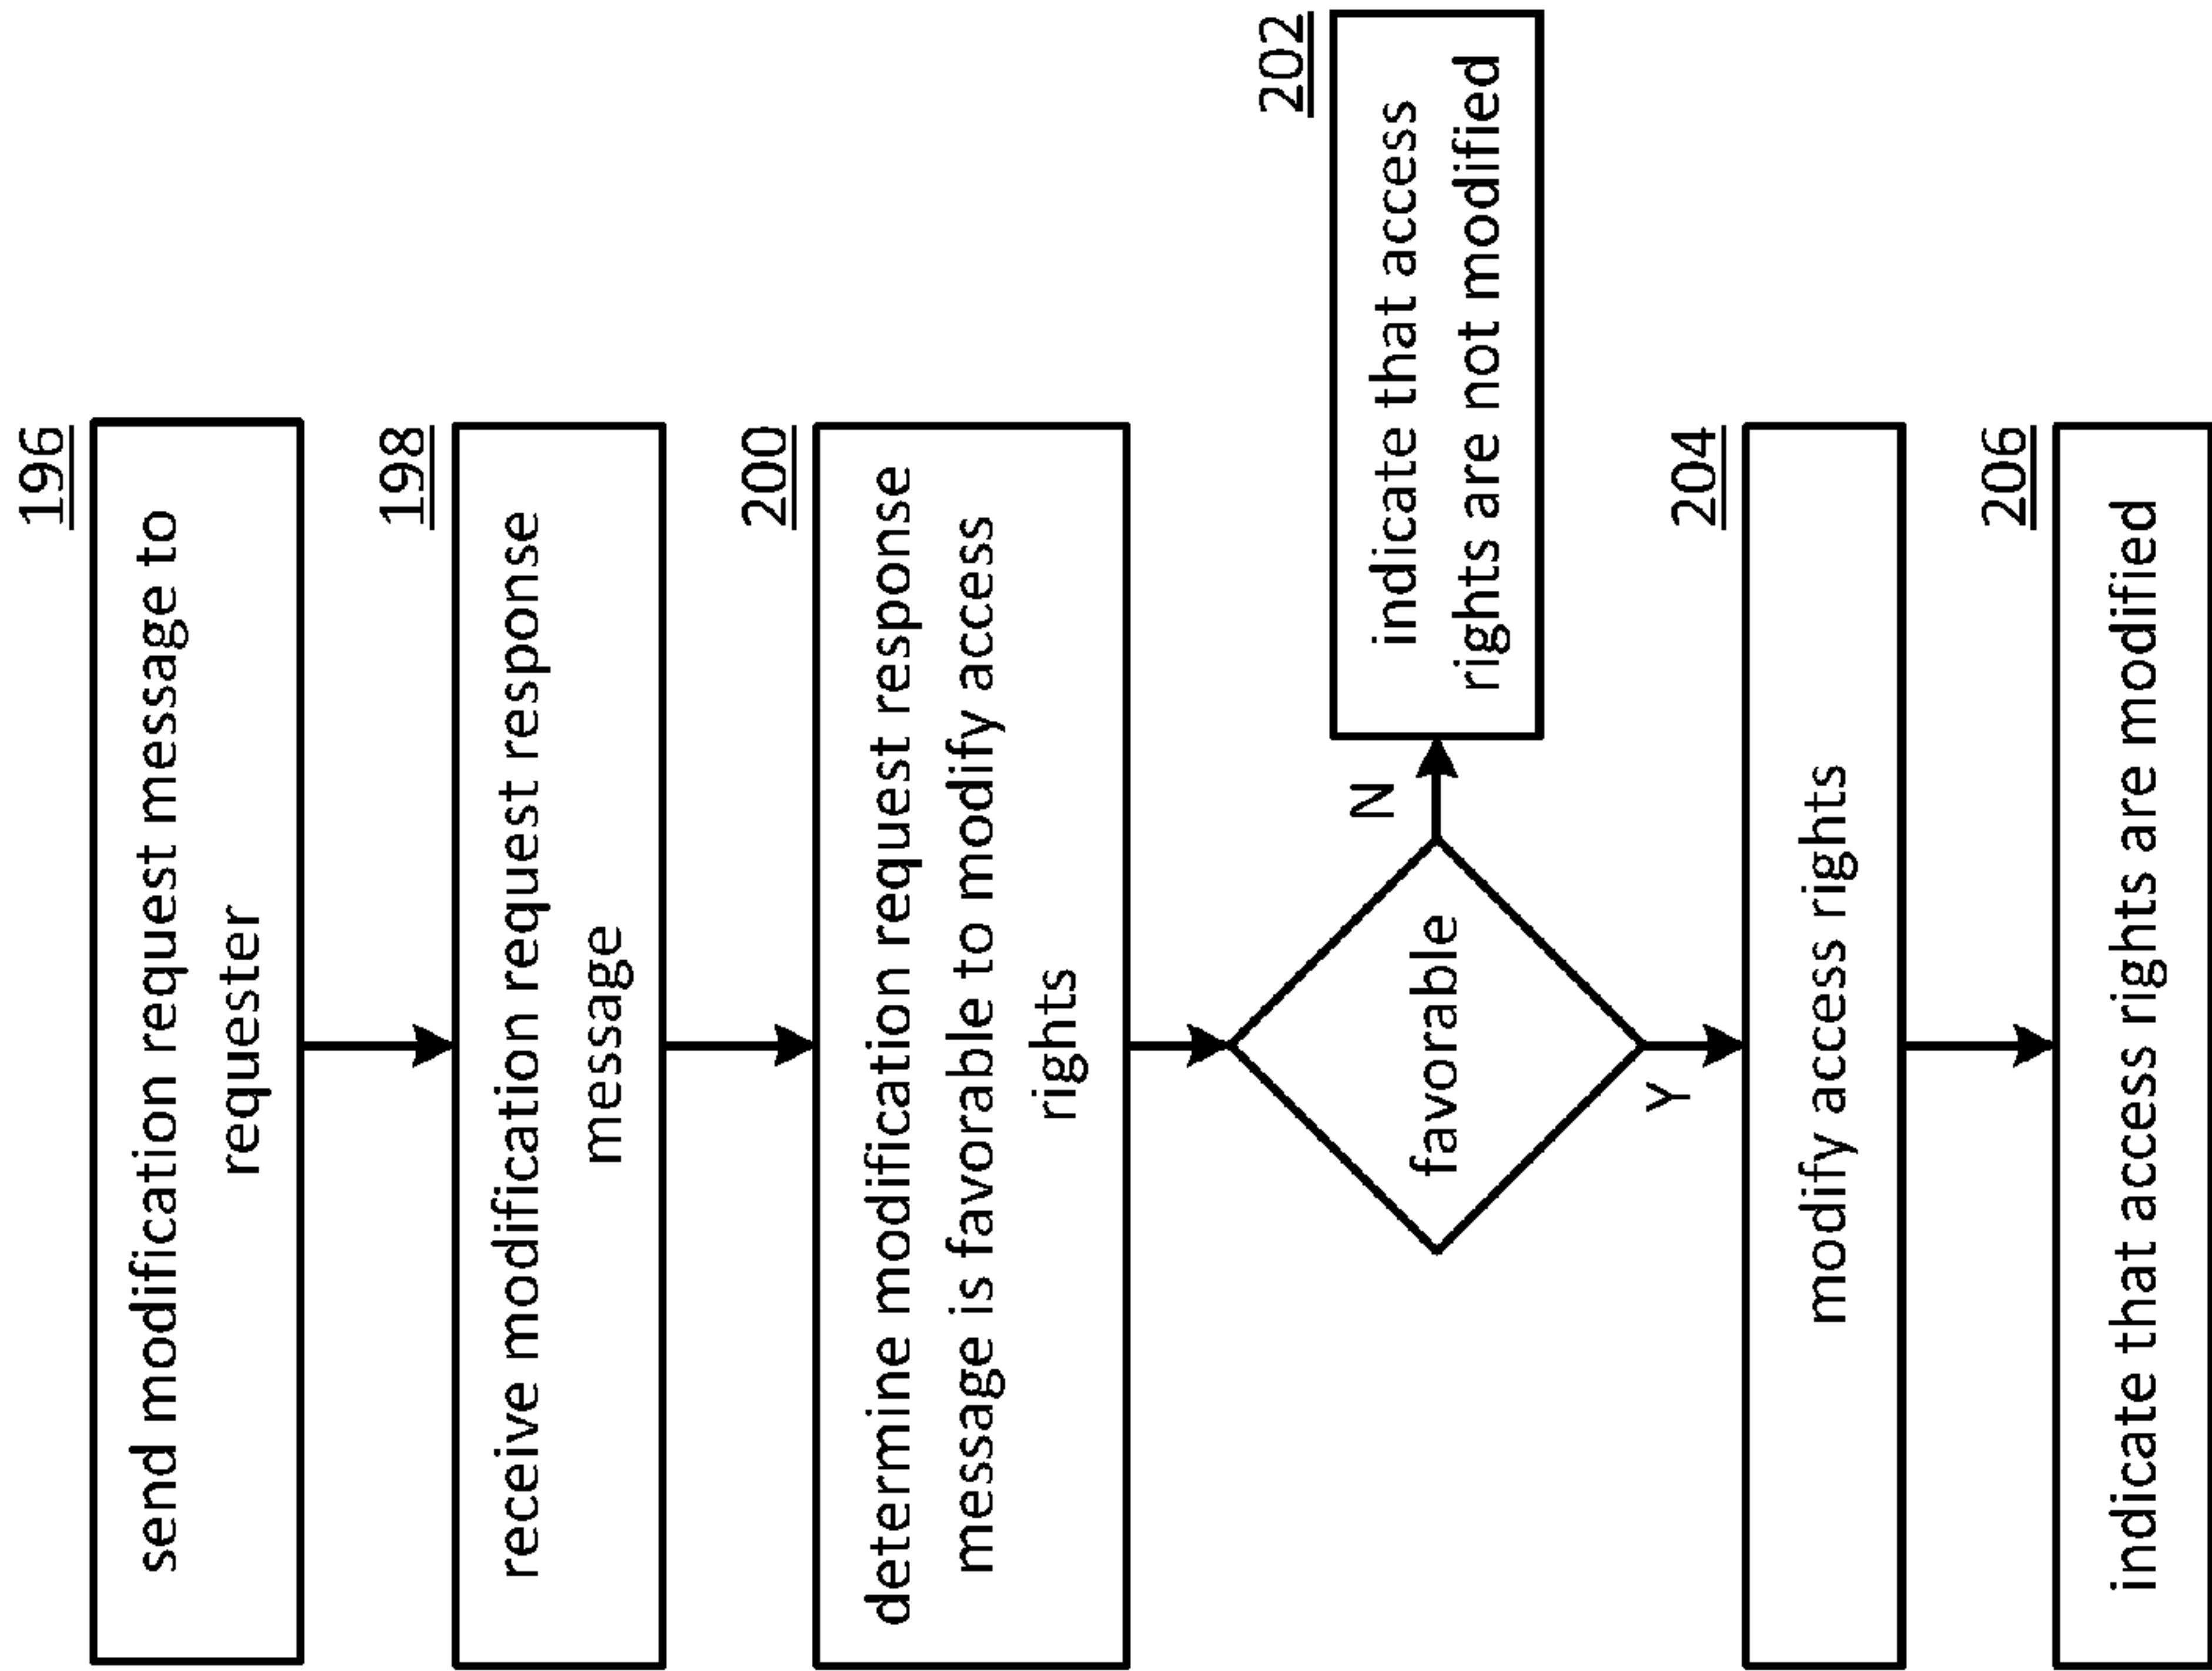 196
send modification request message to
requester
198
receive modification request response
message
200
determine modification request response
message is favorable to modify access
rights
favorable
N
202
indicate that access
rights are not modified
Y
204
modify access rights
206
indicate that access rights are modified